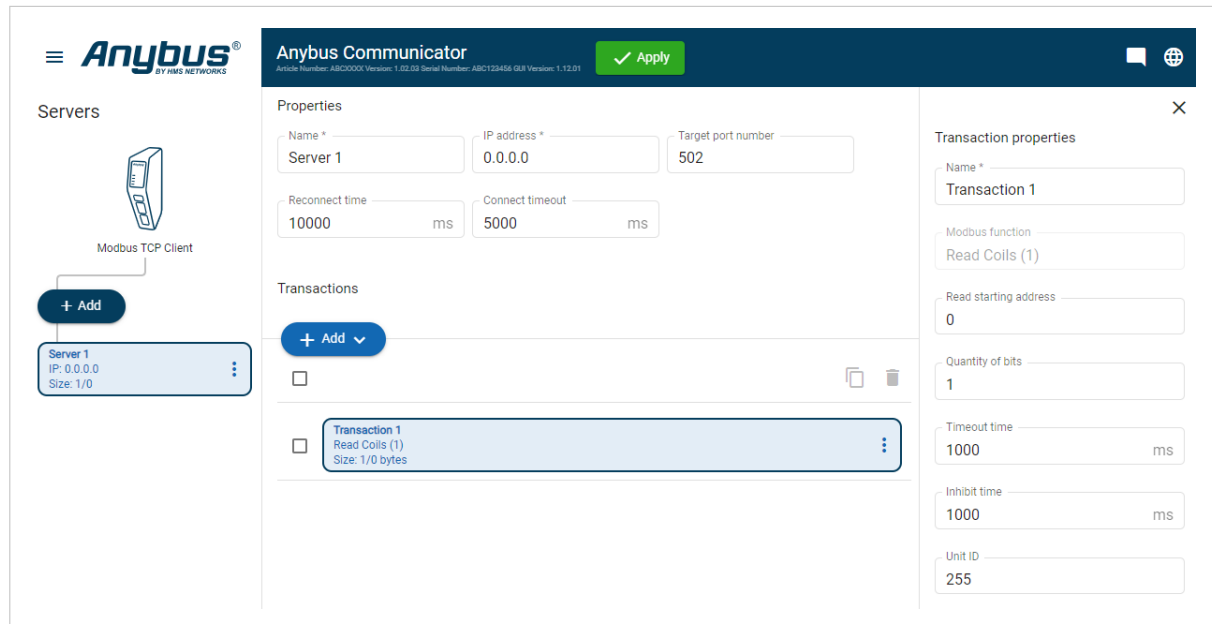 Anybus®
BY HMS NETWORKS
Anybus Communicator
Article Number: ABCXXXX Version: 1.02.03 Serial Number: ABC123456 GUI Version: 1.12.01
Apply
Servers
Modbus TCP Client
+ Add
Server 1
IP: 0.0.0.0
Size: 1/0
Properties
Name *
Server 1
IP address *
0.0.0.0
Target port number
502
Reconnect time
10000 ms
Connect timeout
5000 ms
Transactions
+ Add
Transaction 1
Read Coils (1)
Size: 1/0 bytes
Transaction properties
Name *
Transaction 1
Modbus function
Read Coils (1)
Read starting address
0
Quantity of bits
1
Timeout time
1000 ms
Inhibit time
1000 ms
Unit ID
255